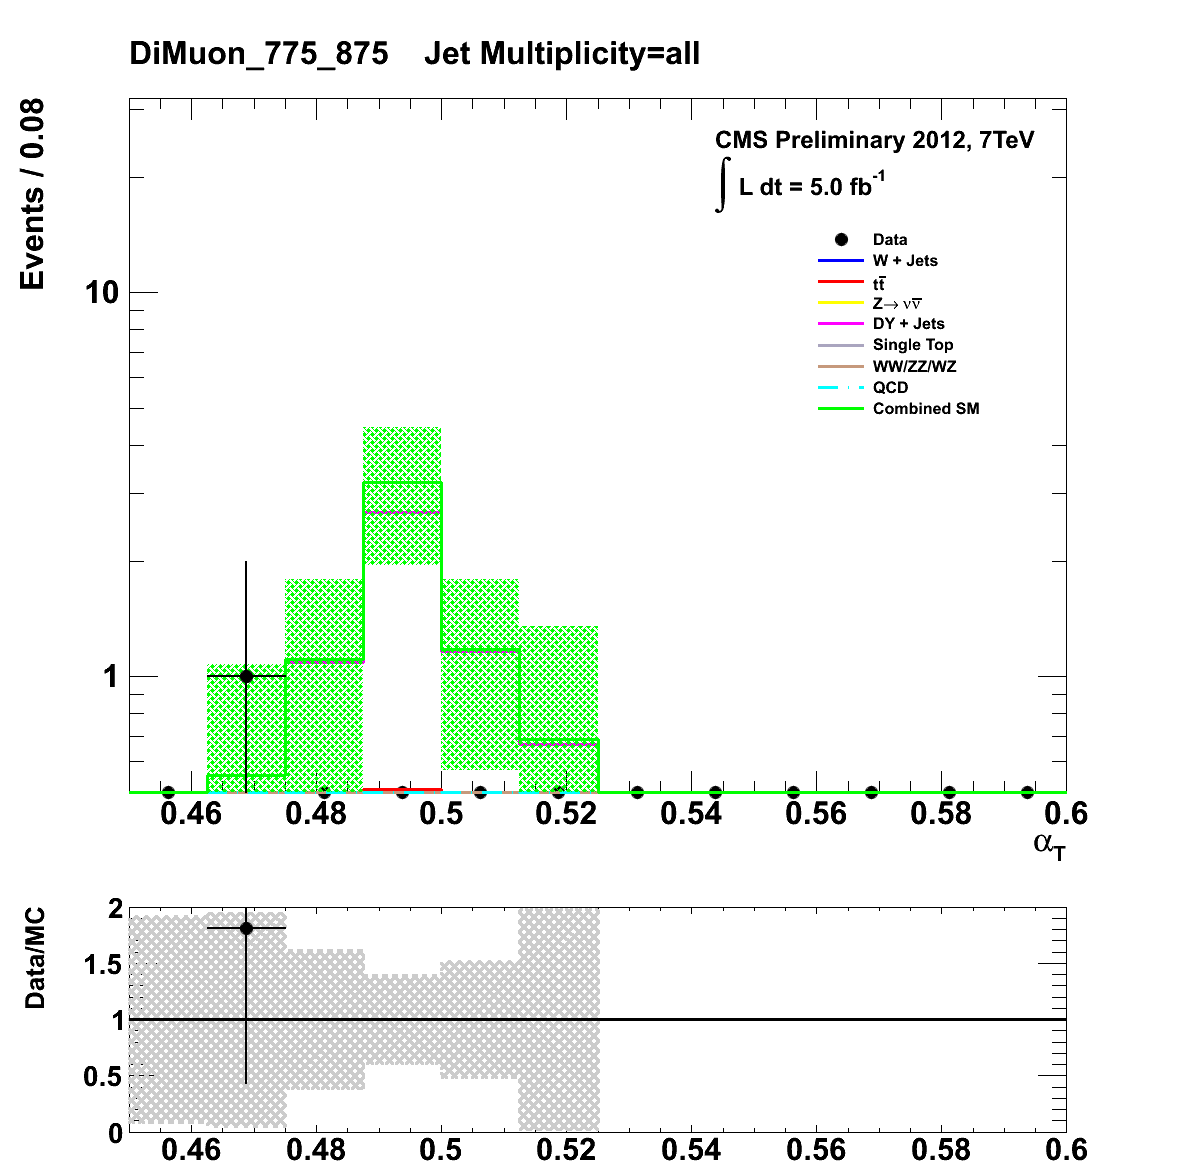 DiMuon_775_875 Jet Multiplicity=all
Events / 0.08
CMS Preliminary 2012, 7TeV
∫ L dt = 5.0 fb⁻¹
Data
W + Jets
tt̅
Z→ νν̅
DY + Jets
Single Top
WW/ZZ/WZ
QCD
Combined SM
10
1
0.46 0.48 0.5 0.52 0.54 0.56 0.58 0.6
α_T
Data/MC
2
1.5
1
0.5
0
0.46 0.48 0.5 0.52 0.54 0.56 0.58 0.6